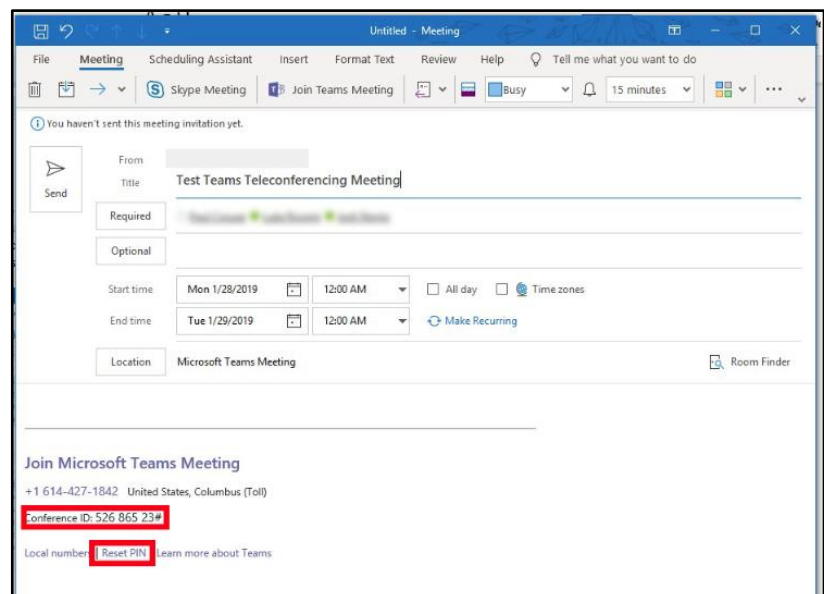 Untitled - Meeting
File Meeting Scheduling Assistant Insert Format Text Review Help Tell me what you want to do
Skype Meeting Join Teams Meeting Busy 15 minutes
You haven't sent this meeting invitation yet.
Send
From
Title Test Teams Teleconferencing Meeting
Required
Optional
Start time Mon 1/28/2019 12:00 AM All day Time zones
End time Tue 1/29/2019 12:00 AM Make Recurring
Location Microsoft Teams Meeting Room Finder
Join Microsoft Teams Meeting
+1 614-427-1842 United States, Columbus (Toll)
Conference ID: 526 865 23#
Local numbers | Reset PIN Learn more about Teams